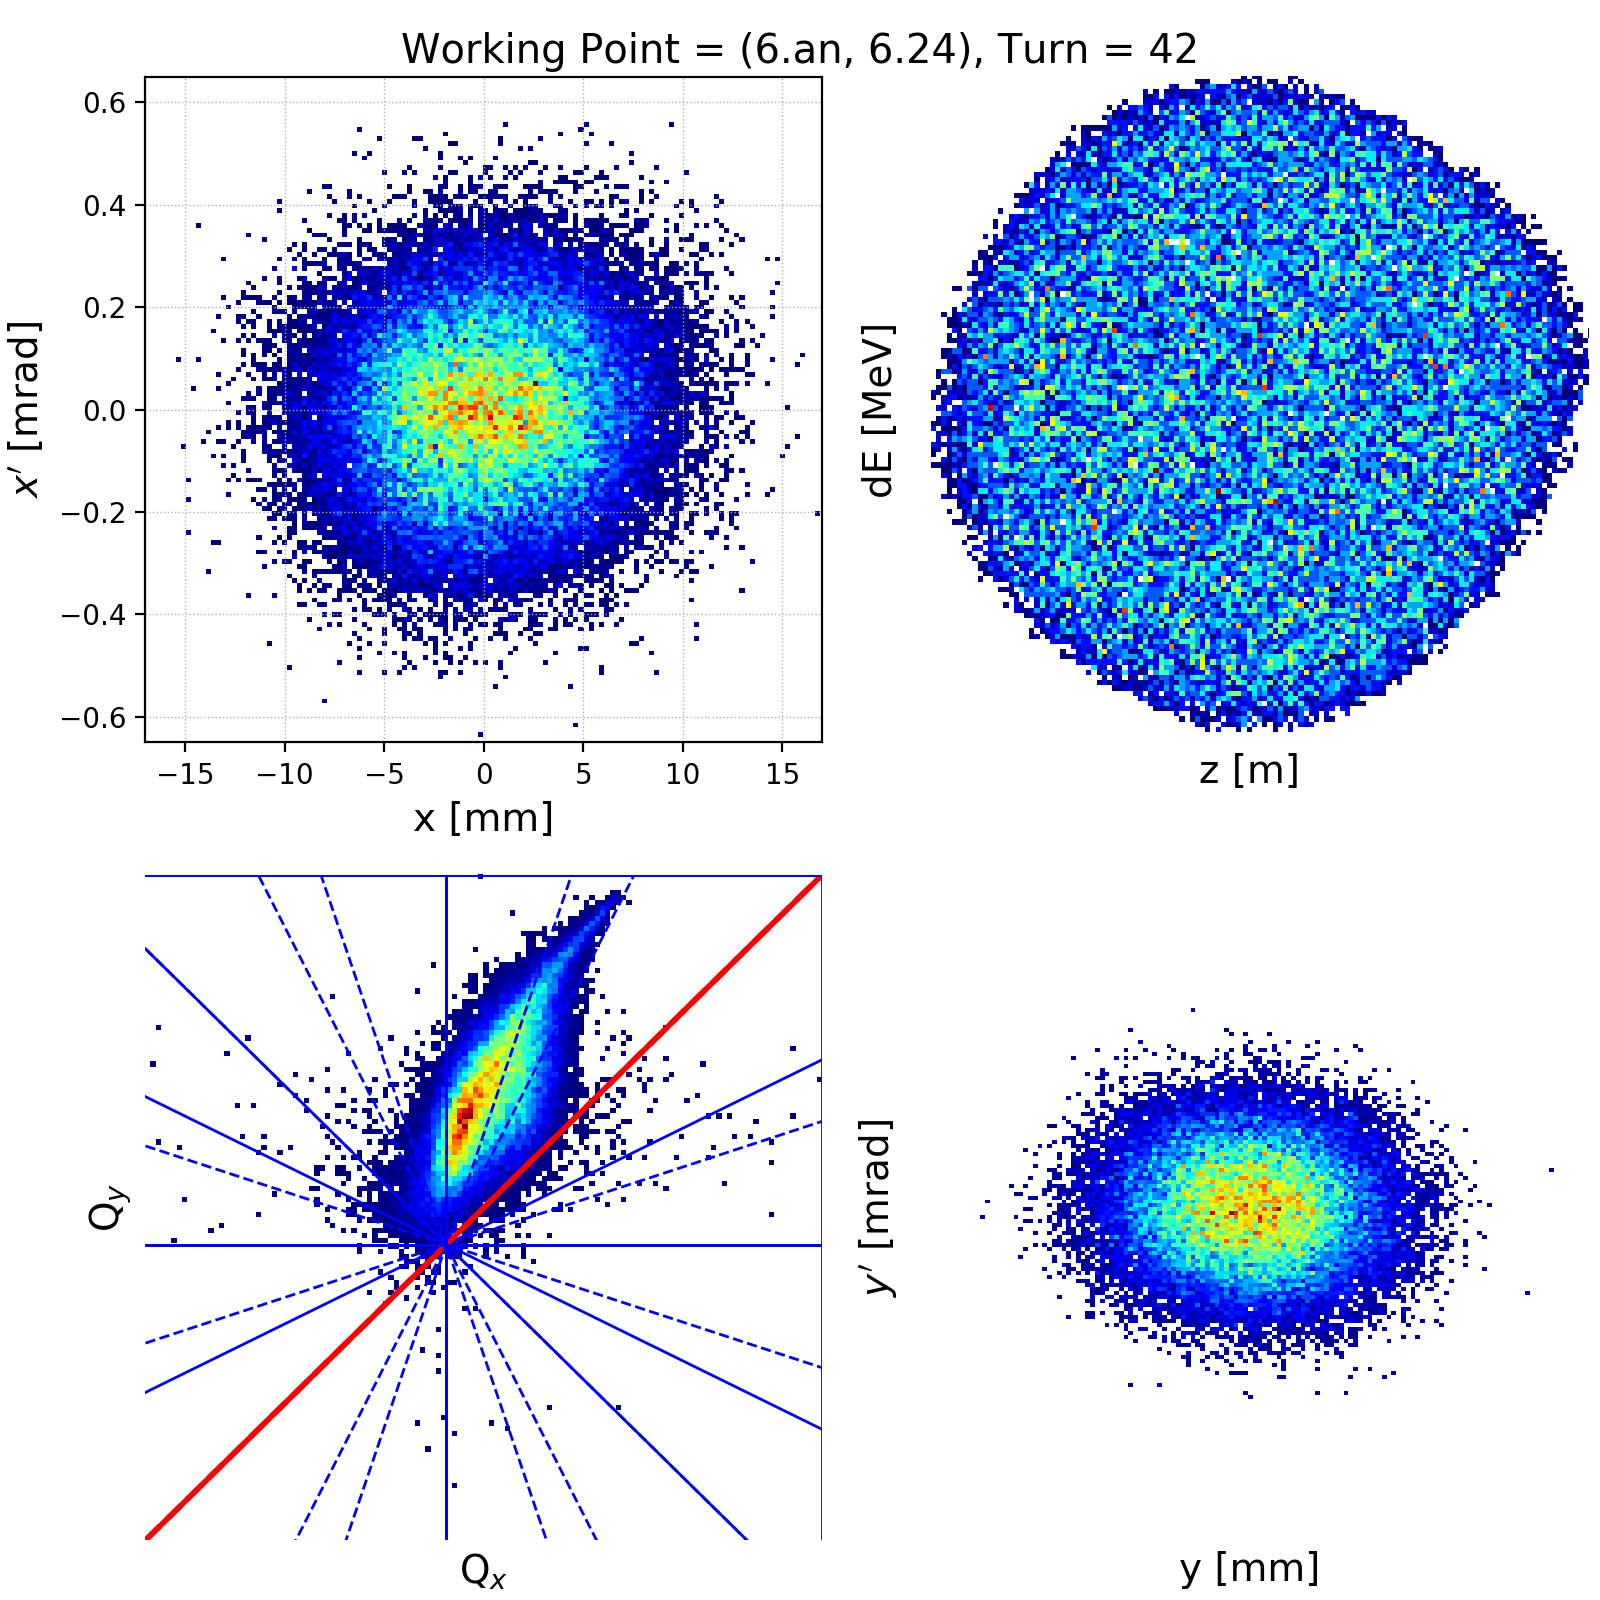 Working Point = (6.an, 6.24), Turn = 42
0.6
0.4
0.2
0.0
−0.2
−0.4
−0.6
x′ [mrad]
−15 −10 −5 0 5 10 15
x [mm]
dE [MeV]
z [m]
Qy
Qx
y′ [mrad]
y [mm]